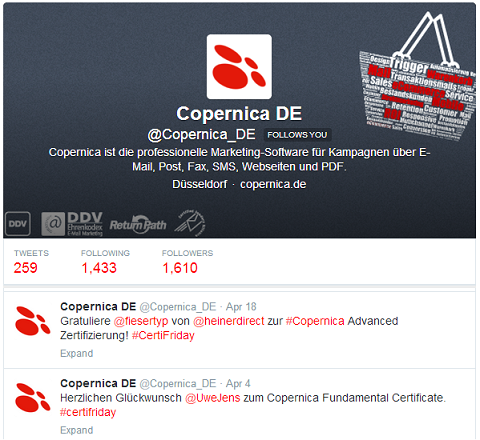 Copernica DE
@Copernica_DE FOLLOWS YOU
Copernica ist die professionelle Marketing-Software für Kampagnen über E-
Mail, Post, Fax, SMS, Webseiten und PDF.
Düsseldorf · copernica.de
Design
Trigger
Transaktionsmails
Sales
Service
Bestandskunden
Retention
Customer
Responsive
Promotion
DDV
DDV
Ehrenkodex
E-Mail Marketing
Return Path
TWEETS FOLLOWING FOLLOWERS
259 1,433 1,610
Copernica DE @Copernica_DE · Apr 18
Gratuliere @fiesertyp von @heinerdirect zur #Copernica Advanced
Zertifizierung! #CertiFriday
Expand
Copernica DE @Copernica_DE · Apr 4
Herzlichen Glückwunsch @UweJens zum Copernica Fundamental Certificate.
#certifriday
Expand